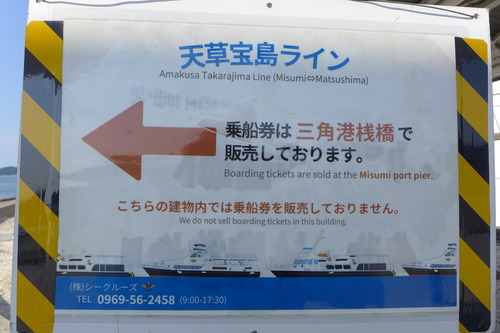 天草宝島ライン
Amakusa Takarajima Line (Misumi⇔Matsushima)
乗船券は 三角港桟橋 で
販売しております。
Boarding tickets are sold at the Misumi port pier.
こちらの建物内では乗船券を販売しておりません。
We do not sell boarding tickets in this building.
(株)シークルーズ
TEL 0969-56-2458 (9:00-17:30)